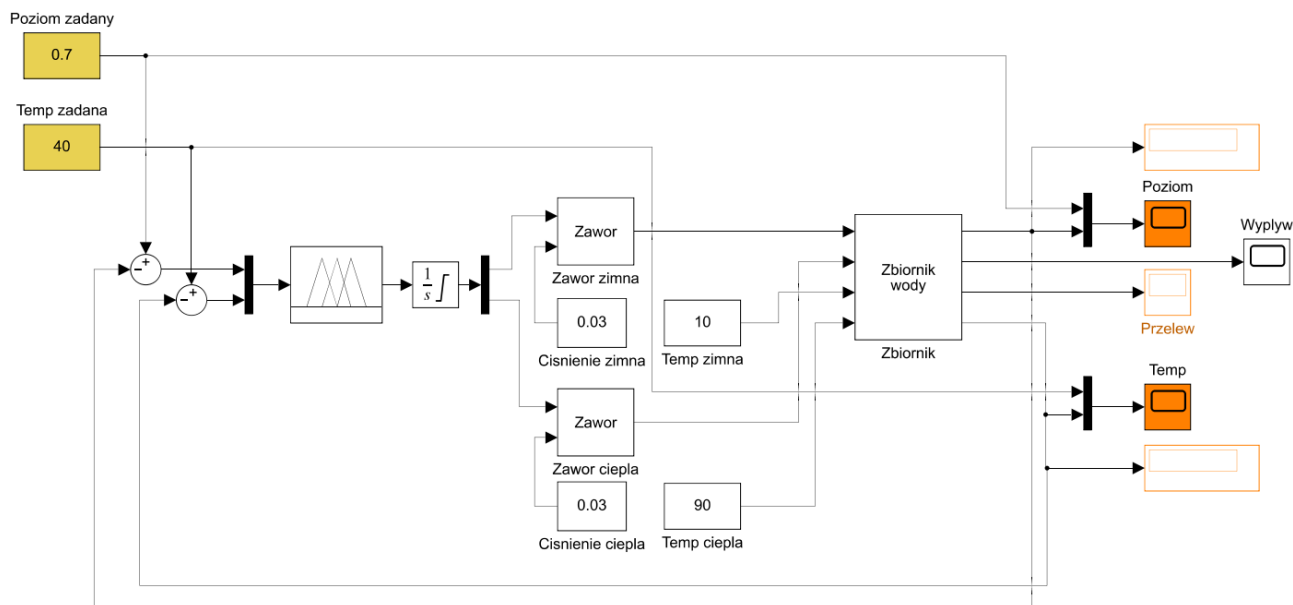 Poziom zadany
0.7
Temp zadana
40
Poziom
Wyplyw
Zawor
Zawor zimna
Zbiornik
wody
Zbiornik
+
-
+
-
1
s
0.03
Cisnienie zimna
10
Temp zimna
Przelew
Temp
Zawor
Zawor ciepla
0.03
Cisnienie ciepla
90
Temp ciepla